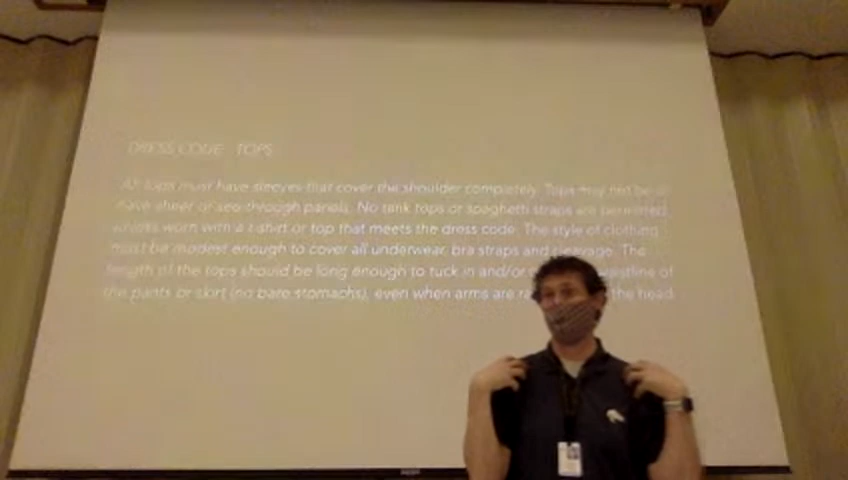 DRESS CODE TOPS
All tops must have sleeves that cover the shoulder completely. Tops may not be
have sheer or see-through panels. No tank tops or spaghetti straps are permitted,
unless worn with a t-shirt or top that meets the dress code. The style of clothing
must be modest enough to cover all underwear, bra straps and cleavage. The
length of the tops should be long enough to tuck in and/or waistline of
the pants or skirt (no bare stomachs), even when arms are the head.